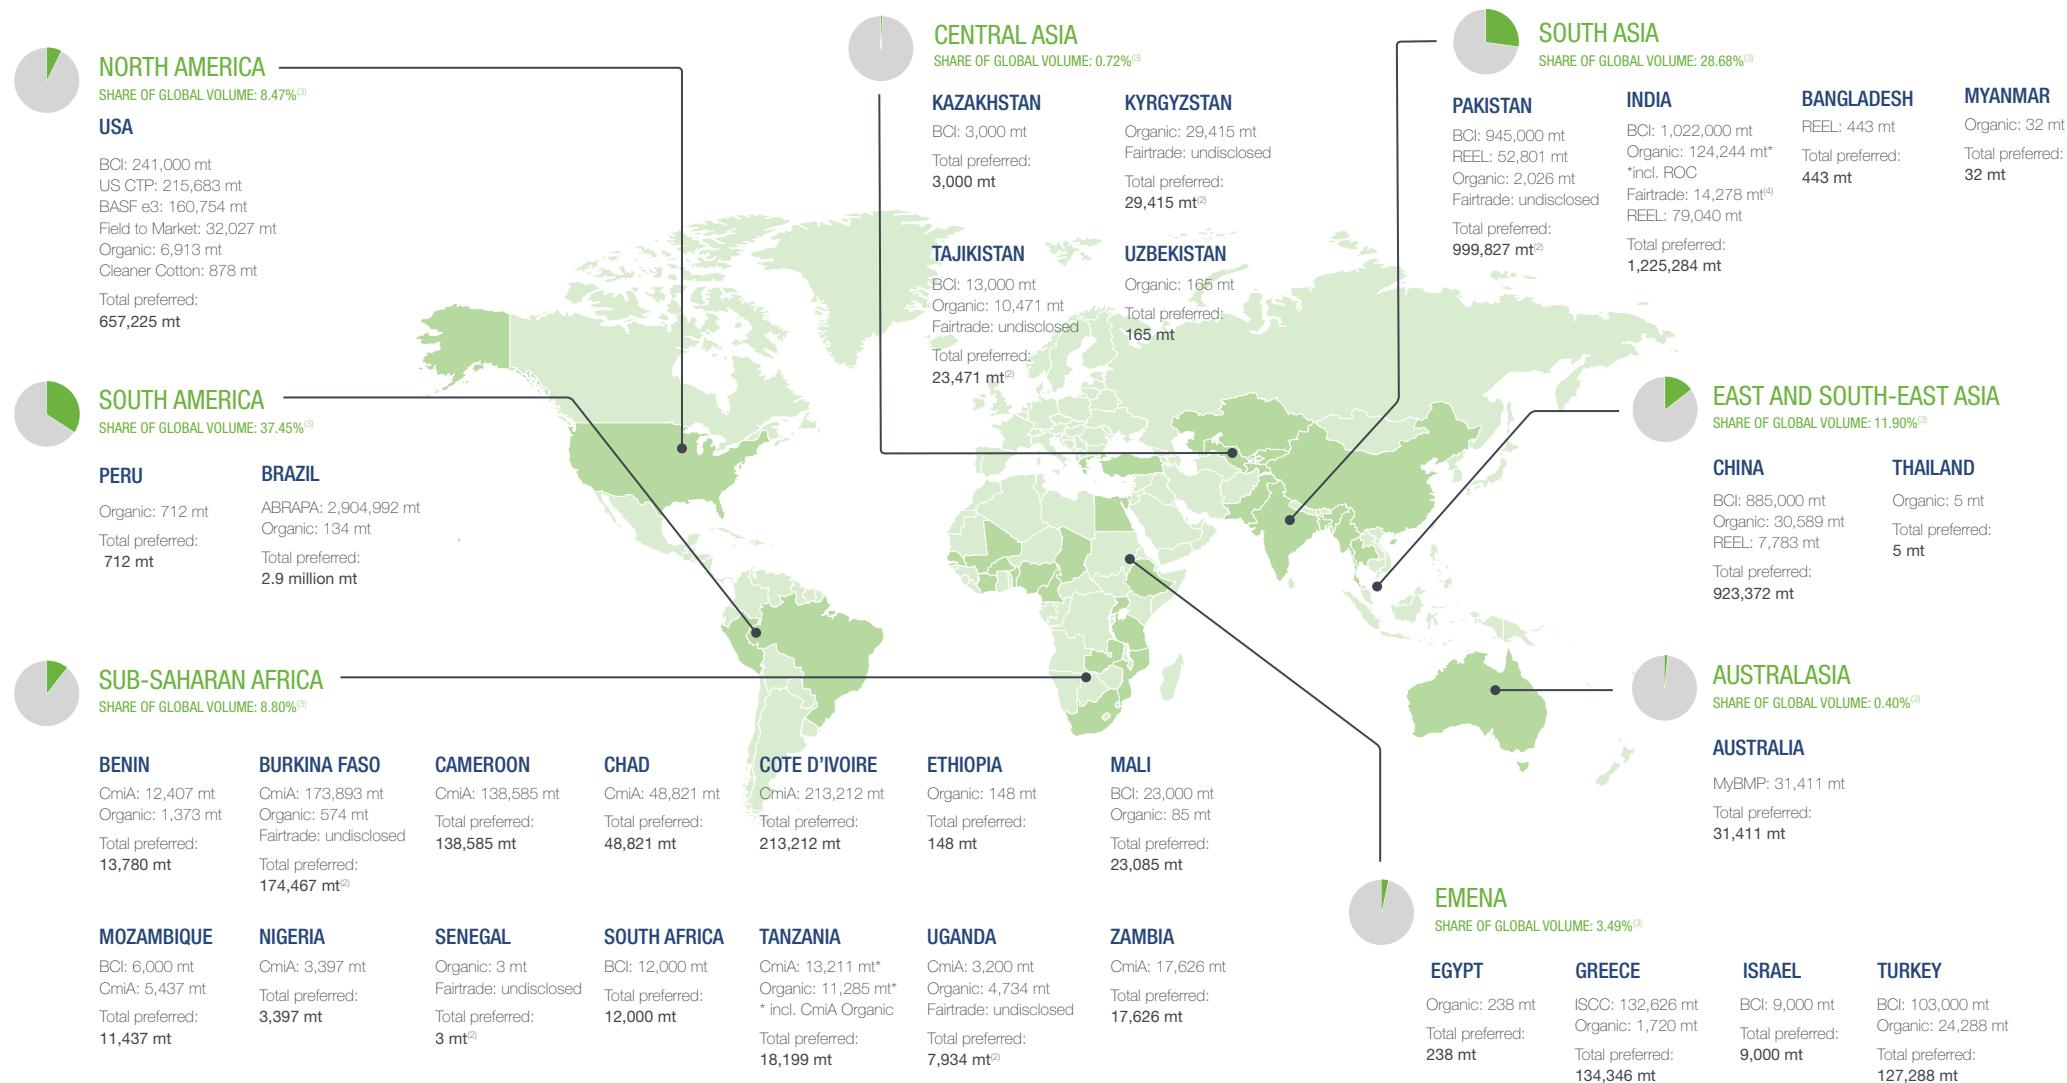 NORTH AMERICA
SHARE OF GLOBAL VOLUME: 8.47%(3)
USA
BCI: 241,000 mt
US CTP: 215,683 mt
BASF e3: 160,754 mt
Field to Market: 32,027 mt
Organic: 6,913 mt
Cleaner Cotton: 878 mt
Total preferred:
657,225 mt
SOUTH AMERICA
SHARE OF GLOBAL VOLUME: 37.45%(3)
PERU
Organic: 712 mt
Total preferred:
712 mt
BRAZIL
ABRAPA: 2,904,992 mt
Organic: 134 mt
Total preferred:
2.9 million mt
CENTRAL ASIA
SHARE OF GLOBAL VOLUME: 0.72%(3)
KAZAKHSTAN
BCI: 3,000 mt
Total preferred:
3,000 mt
KYRGYZSTAN
Organic: 29,415 mt
Fairtrade: undisclosed
Total preferred:
29,415 mt(2)
TAJIKISTAN
BCI: 13,000 mt
Organic: 10,471 mt
Fairtrade: undisclosed
Total preferred:
23,471 mt(2)
UZBEKISTAN
Organic: 165 mt
Total preferred:
165 mt
SOUTH ASIA
SHARE OF GLOBAL VOLUME: 28.68%(3)
PAKISTAN
BCI: 945,000 mt
REEL: 52,801 mt
Organic: 2,026 mt
Fairtrade: undisclosed
Total preferred:
999,827 mt(2)
INDIA
BCI: 1,022,000 mt
Organic: 124,244 mt*
*incl. ROC
Fairtrade: 14,278 mt(4)
REEL: 79,040 mt
Total preferred:
1,225,284 mt
BANGLADESH
REEL: 443 mt
Total preferred:
443 mt
MYANMAR
Organic: 32 mt
Total preferred:
32 mt
EAST AND SOUTH-EAST ASIA
SHARE OF GLOBAL VOLUME: 11.90%(3)
CHINA
BCI: 885,000 mt
Organic: 30,589 mt
REEL: 7,783 mt
Total preferred:
923,372 mt
THAILAND
Organic: 5 mt
Total preferred:
5 mt
SUB-SAHARAN AFRICA
SHARE OF GLOBAL VOLUME: 8.80%(3)
BENIN
CmiA: 12,407 mt
Organic: 1,373 mt
Total preferred:
13,780 mt
BURKINA FASO
CmiA: 173,893 mt
Organic: 574 mt
Fairtrade: undisclosed
Total preferred:
174,467 mt(2)
CAMEROON
CmiA: 138,585 mt
Total preferred:
138,585 mt
CHAD
CmiA: 48,821 mt
Total preferred:
48,821 mt
COTE D'IVOIRE
CmiA: 213,212 mt
Total preferred:
213,212 mt
ETHIOPIA
Organic: 148 mt
Total preferred:
148 mt
MALI
BCI: 23,000 mt
Organic: 85 mt
Total preferred:
23,085 mt
MOZAMBIQUE
BCI: 6,000 mt
CmiA: 5,437 mt
Total preferred:
11,437 mt
NIGERIA
CmiA: 3,397 mt
Total preferred:
3,397 mt
SENEGAL
Organic: 3 mt
Fairtrade: undisclosed
Total preferred:
3 mt(2)
SOUTH AFRICA
BCI: 12,000 mt
Total preferred:
12,000 mt
TANZANIA
CmiA: 13,211 mt*
Organic: 11,285 mt*
* incl. CmiA Organic
Total preferred:
18,199 mt
UGANDA
CmiA: 3,200 mt
Organic: 4,734 mt
Fairtrade: undisclosed
Total preferred:
7,934 mt(2)
ZAMBIA
CmiA: 17,626 mt
Total preferred:
17,626 mt
AUSTRALASIA
SHARE OF GLOBAL VOLUME: 0.40%(3)
AUSTRALIA
MyBMP: 31,411 mt
Total preferred:
31,411 mt
EMENA
SHARE OF GLOBAL VOLUME: 3.49%(3)
EGYPT
Organic: 238 mt
Total preferred:
238 mt
GREECE
ISCC: 132,626 mt
Organic: 1,720 mt
Total preferred:
134,346 mt
ISRAEL
BCI: 9,000 mt
Total preferred:
9,000 mt
TURKEY
BCI: 103,000 mt
Organic: 24,288 mt
Total preferred:
127,288 mt